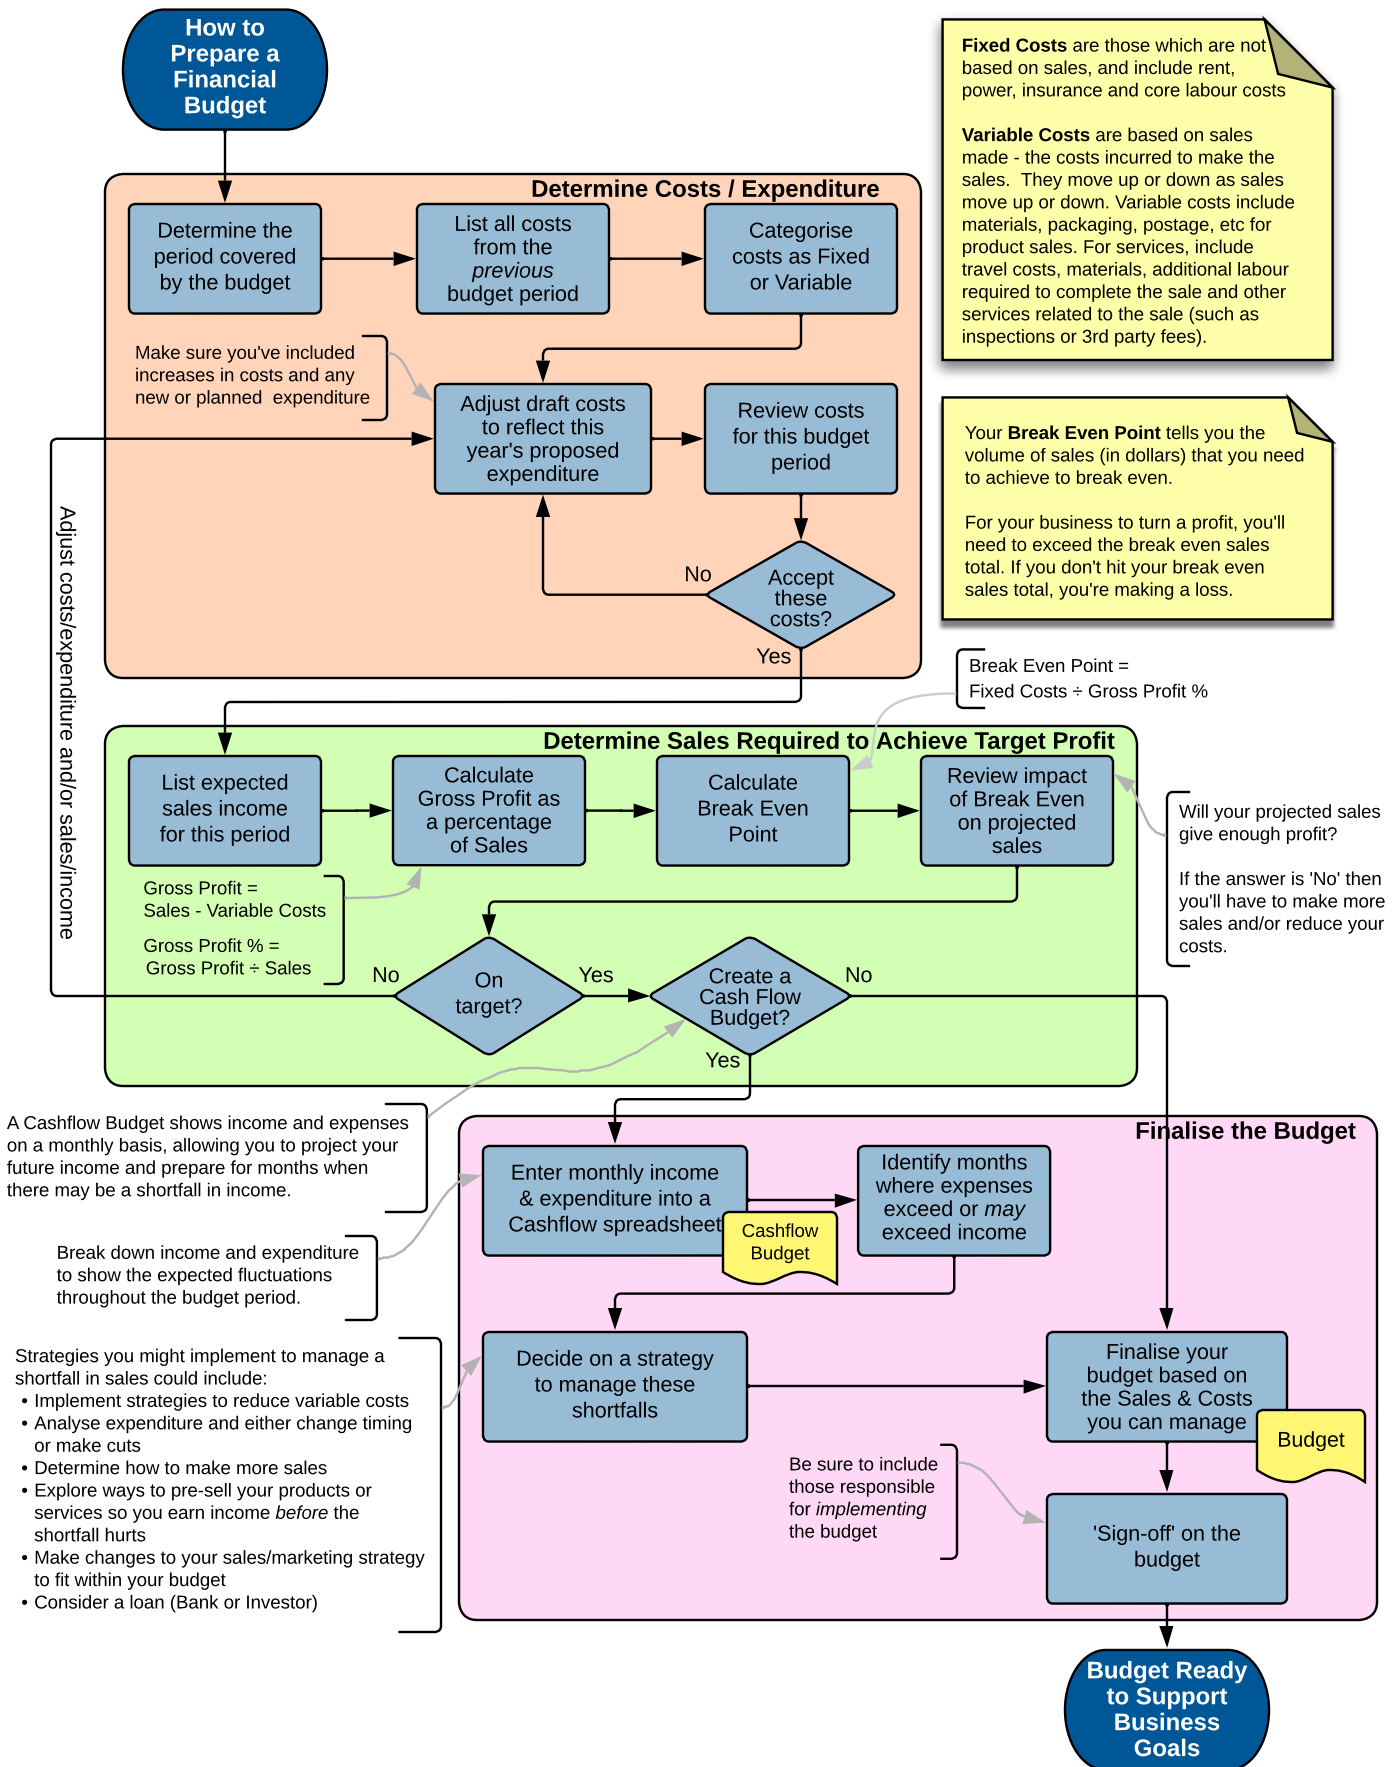 How to
Prepare a
Financial
Budget
Fixed Costs are those which are not
based on sales, and include rent,
power, insurance and core labour costs
Variable Costs are based on sales
made - the costs incurred to make the
sales.  They move up or down as sales
move up or down. Variable costs include
materials, packaging, postage, etc for
product sales. For services, include
travel costs, materials, additional labour
required to complete the sale and other
services related to the sale (such as
inspections or 3rd party fees).
Determine Costs / Expenditure
Determine the
period covered
by the budget
List all costs
from the
previous
budget period
Categorise
costs as Fixed
or Variable
Make sure you've included
increases in costs and any
new or planned  expenditure
Adjust draft costs
to reflect this
year's proposed
expenditure
Review costs
for this budget
period
Your Break Even Point tells you the
volume of sales (in dollars) that you need
to achieve to break even.
For your business to turn a profit, you'll
need to exceed the break even sales
total. If you don't hit your break even
sales total, you're making a loss.
No
Accept
these
costs?
Yes
Adjust costs/expenditure and/or sales/income
Break Even Point =
Fixed Costs ÷ Gross Profit %
Determine Sales Required to Achieve Target Profit
List expected
sales income
for this period
Calculate
Gross Profit as
a percentage
of Sales
Calculate
Break Even
Point
Review impact
of Break Even
on projected
sales
Will your projected sales
give enough profit?
If the answer is 'No' then
you'll have to make more
sales and/or reduce your
costs.
Gross Profit =
Sales - Variable Costs
Gross Profit % =
Gross Profit ÷ Sales
No
On
target?
Yes
Create a
Cash Flow
Budget?
No
Yes
A Cashflow Budget shows income and expenses
on a monthly basis, allowing you to project your
future income and prepare for months when
there may be a shortfall in income.
Finalise the Budget
Enter monthly income
& expenditure into a
Cashflow spreadsheet
Cashflow
Budget
Identify months
where expenses
exceed or may
exceed income
Break down income and expenditure
to show the expected fluctuations
throughout the budget period.
Strategies you might implement to manage a
shortfall in sales could include:
• Implement strategies to reduce variable costs
• Analyse expenditure and either change timing
or make cuts
• Determine how to make more sales
• Explore ways to pre-sell your products or
services so you earn income before the
shortfall hurts
• Make changes to your sales/marketing strategy
to fit within your budget
• Consider a loan (Bank or Investor)
Decide on a strategy
to manage these
shortfalls
Finalise your
budget based on
the Sales & Costs
you can manage
Budget
Be sure to include
those responsible
for implementing
the budget
'Sign-off' on the
budget
Budget Ready
to Support
Business
Goals